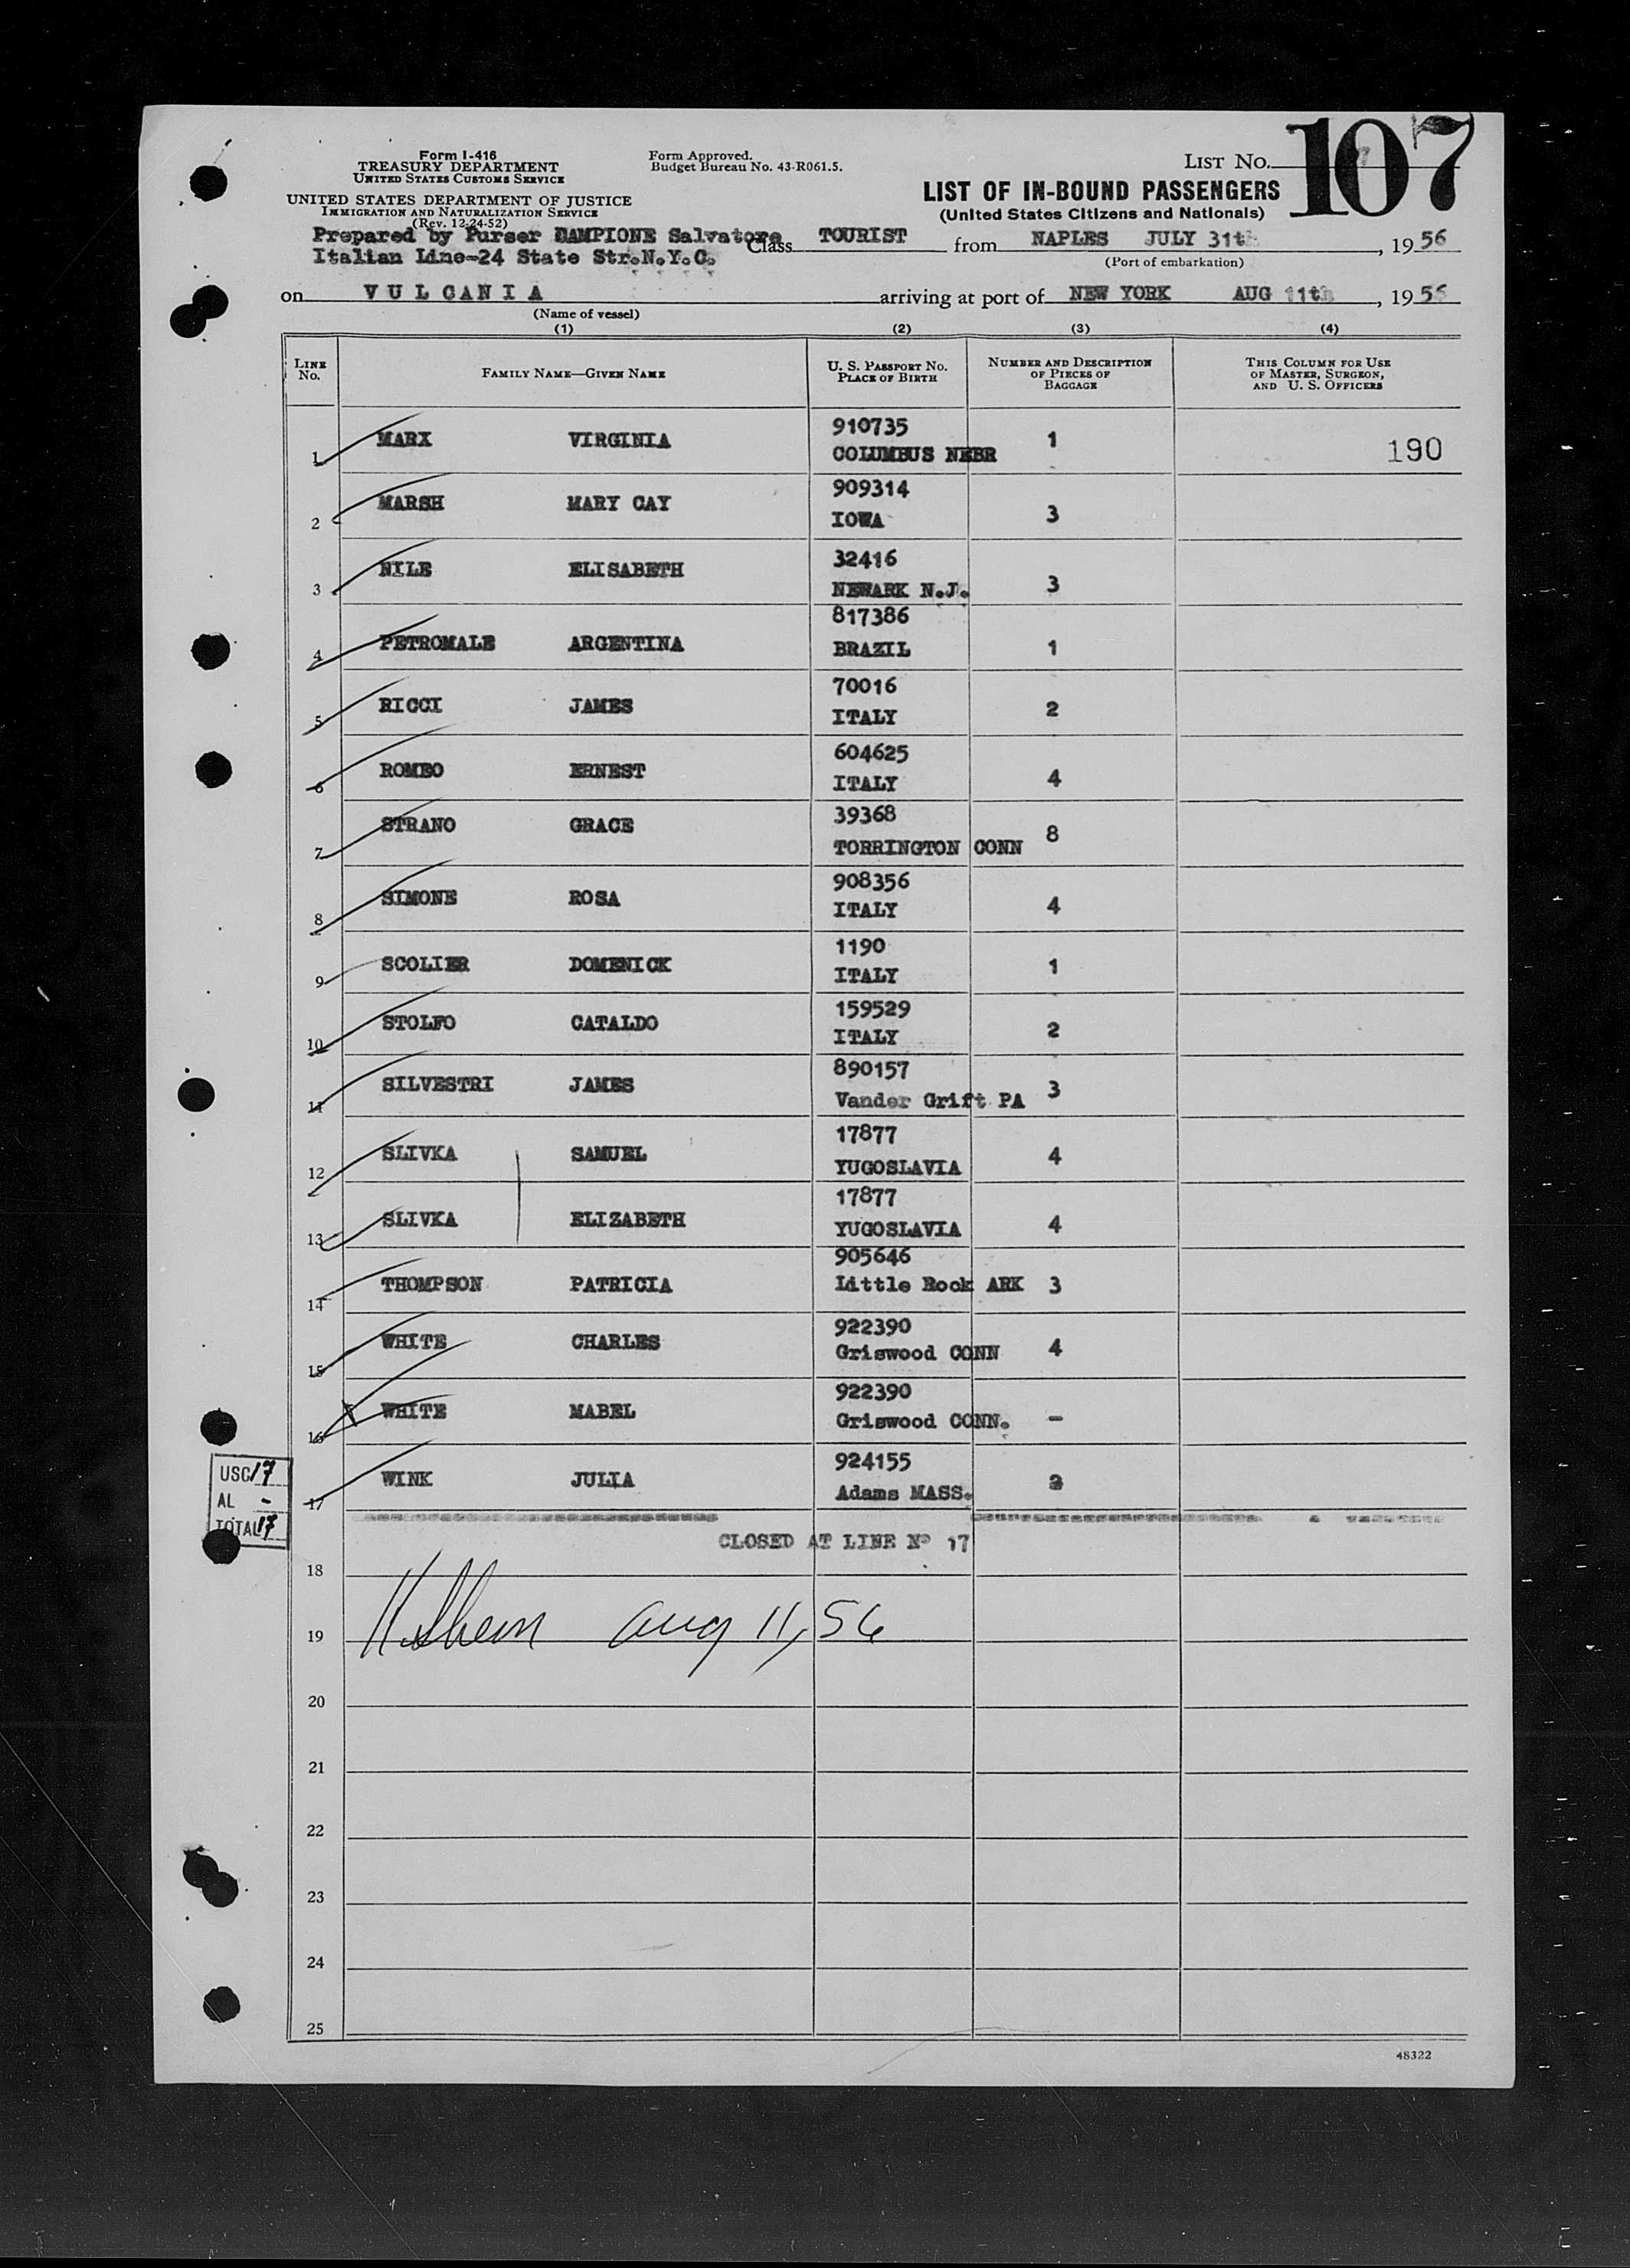 107
Form I-416
TREASURY DEPARTMENT
UNITED STATES CUSTOMS SERVICE
UNITED STATES DEPARTMENT OF JUSTICE
IMMIGRATION AND NATURALIZATION SERVICE
(Rev. 12-24-52)
Form Approved.
Budget Bureau No. 43-R061.5.
LIST NO.
LIST OF IN-BOUND PASSENGERS
(United States Citizens and Nationals)
Prepared by Purser DAMPIONE Salvatore
Italian Line-24 State Str.N.Y.C.
Class TOURIST from NAPLES JULY 31th, 1956
(Port of embarkation)
on VULCANIA arriving at port of NEW YORK AUG 11th, 1956
(Name of vessel)
(1) (2) (3) (4)
LINE NO. FAMILY NAME—GIVEN NAME U. S. PASSPORT NO. PLACE OF BIRTH NUMBER AND DESCRIPTION OF PIECES OF BAGGAGE THIS COLUMN FOR USE OF MASTER, SURGEON, AND U. S. OFFICERS
910735
1 MARX VIRGINIA COLUMBUS NEBR 1 190
909314
2 MARSH MARY CAY IOWA 3
32416
3 NILE ELISABETH NEWARK N.J. 3
817386
4 PETROMALE ARGENTINA BRAZIL 1
70016
5 RICCI JAMES ITALY 2
604625
6 ROMEO ERNEST ITALY 4
39368
7 STRANO GRACE TORRINGTON CONN 8
908356
8 SIMONE ROSA ITALY 4
1190
9 SCOLIER DOMENICK ITALY 1
159529
10 STOLFO CATALDO ITALY 2
890157
11 SILVESTRI JAMES Vander Grift PA 3
17877
12 SLIVKA SAMUEL YUGOSLAVIA 4
17877
13 SLIVKA ELIZABETH YUGOSLAVIA 4
905646
14 THOMPSON PATRICIA Little Rock ARK 3
922390
15 WHITE CHARLES Griswood CONN 4
922390
16 WHITE MABEL Griswood CONN. -
924155
17 WINK JULIA Adams MASS.
USC 17
AL -
TOTAL 17
CLOSED AT LINE Nº 17
18
19 Aug 11, 56
20
21
22
23
24
25
48322